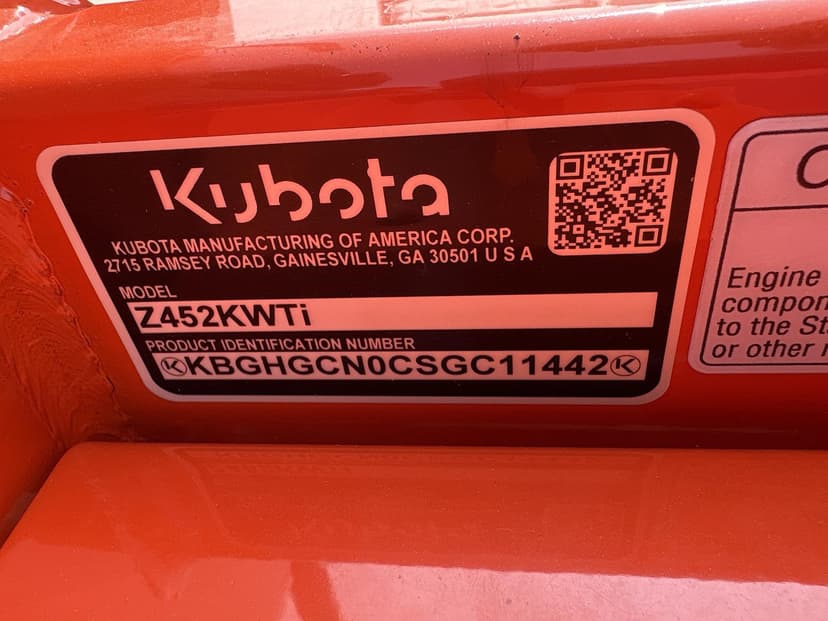 Kubota
KUBOTA MANUFACTURING OF AMERICA CORP.
2715 RAMSEY ROAD, GAINESVILLE, GA 30501 U S A
MODEL
Z452KWTi
PRODUCT IDENTIFICATION NUMBER
KBGHGCN0CSGC11442
Engine
compon
to the St
or other